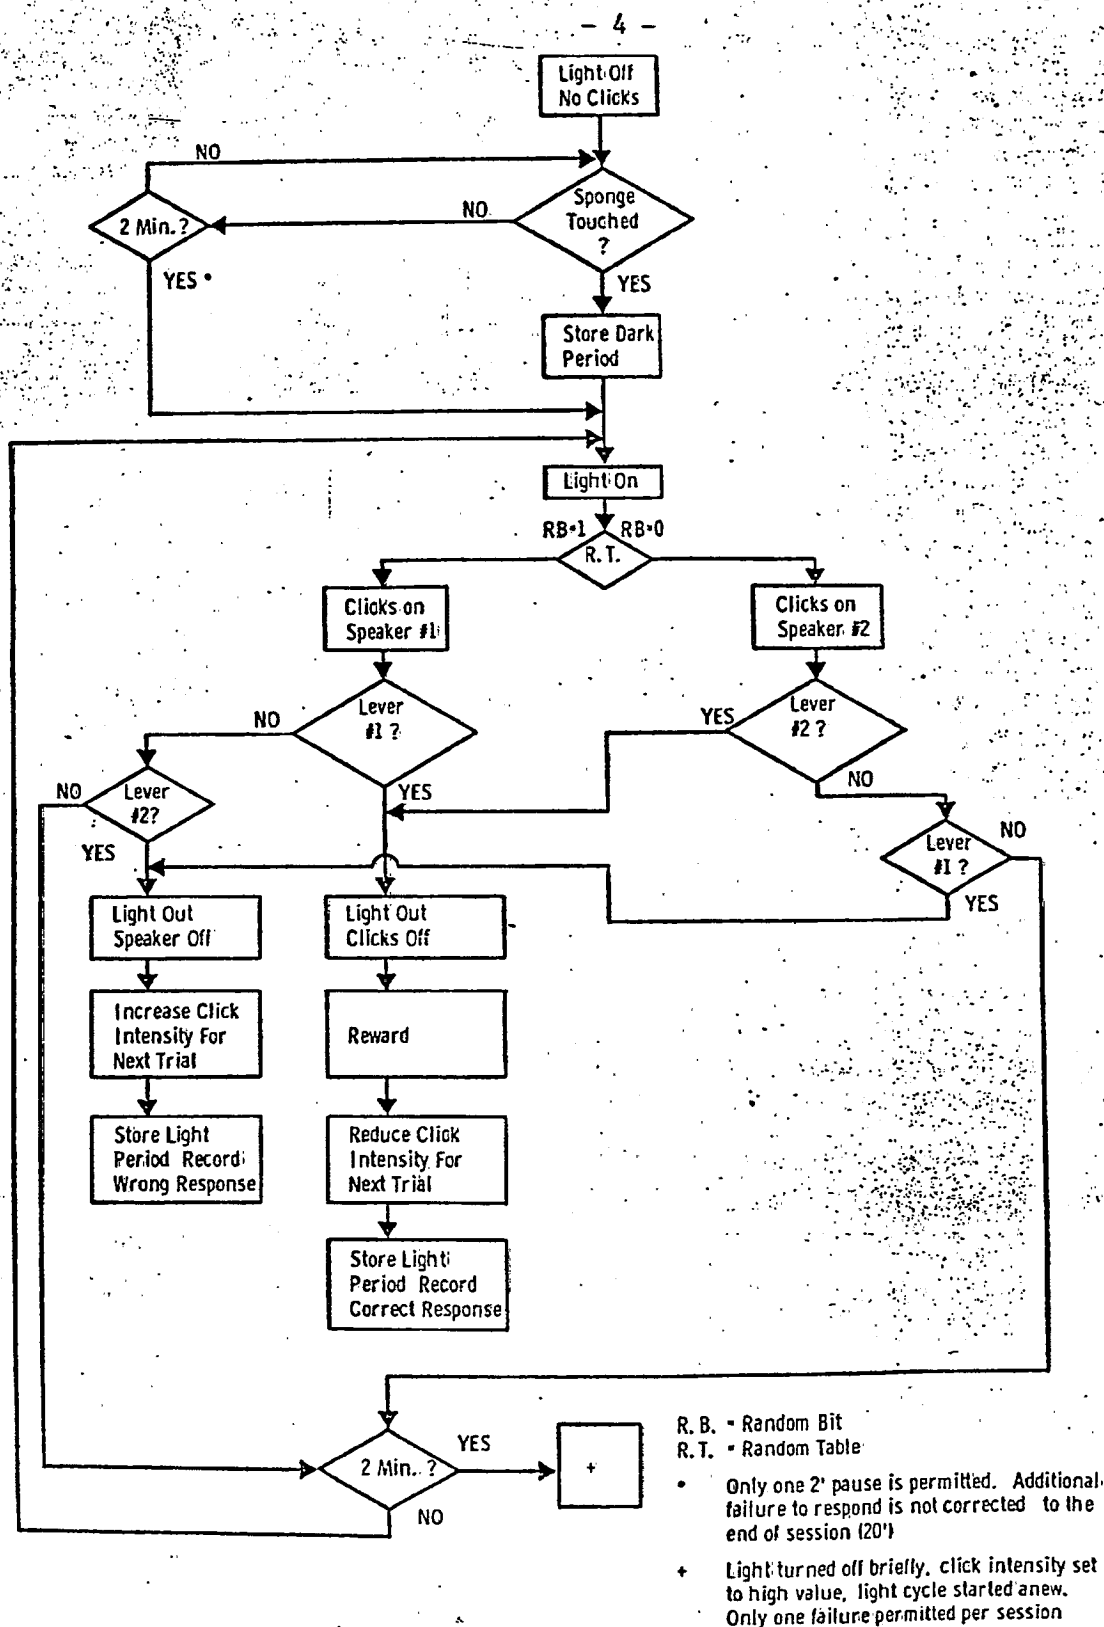 - 4 -
Light Off
No Clicks
NO
Sponge
Touched
?
NO
2 Min. ?
YES •
YES
Store Dark
Period
Light On
RB=1
RB=0
R. T.
Clicks on
Speaker #1
Clicks on
Speaker #2
Lever
#1 ?
NO
YES
Lever
#2 ?
YES
NO
Lever
#2?
NO
YES
Lever
#1 ?
NO
YES
Light Out
Speaker Off
Light Out
Clicks Off
Increase Click
Intensity For
Next Trial
Reward
Store Light
Period Record
Wrong Response
Reduce Click
Intensity For
Next Trial
Store Light
Period Record
Correct Response
2 Min. ?
YES
NO
+
R. B. - Random Bit
R. T. - Random Table
• Only one 2' pause is permitted. Additional
failure to respond is not corrected to the
end of session (20')
+ Light turned off briefly, click intensity set
to high value, light cycle started anew.
Only one failure permitted per session